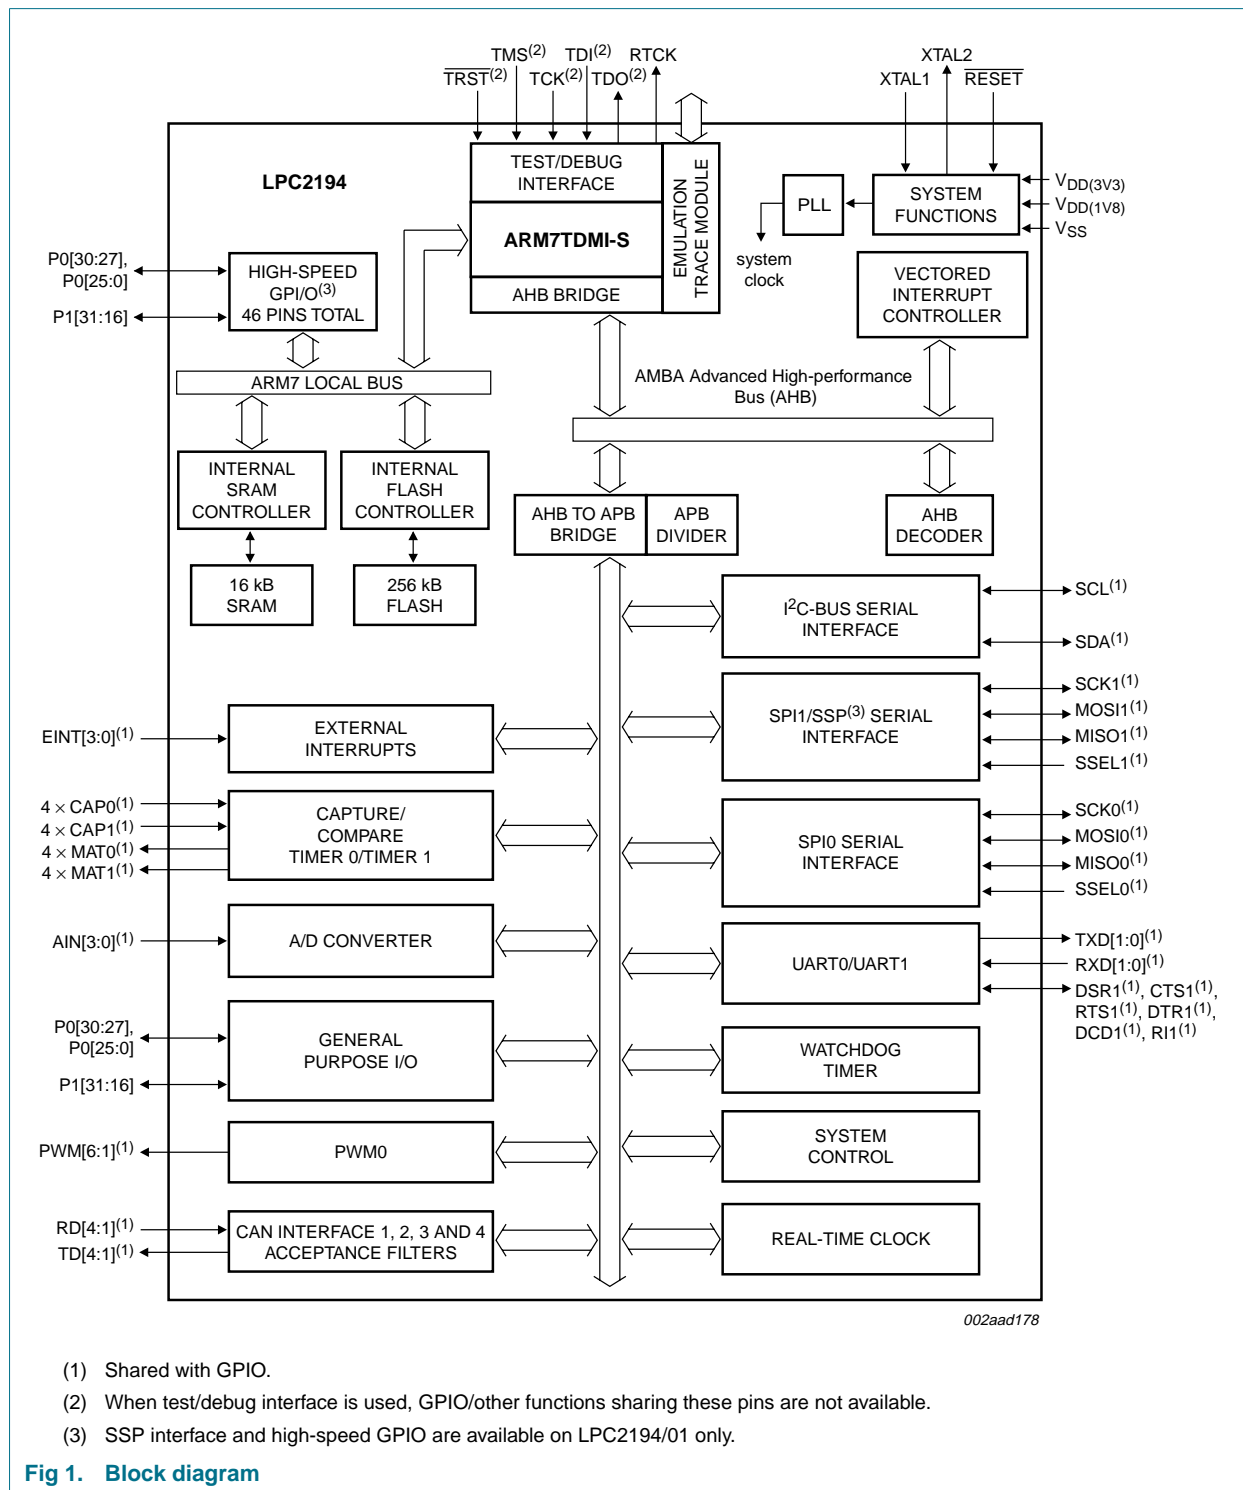 TMS(2) TDI(2) RTCK
TRST(2) TCK(2) TDO(2)
XTAL2
XTAL1 RESET
LPC2194
TEST/DEBUG
INTERFACE
ARM7TDMI-S
AHB BRIDGE
EMULATION
TRACE MODULE
PLL
system
clock
SYSTEM
FUNCTIONS
VDD(3V3)
VDD(1V8)
VSS
P0[30:27],
P0[25:0]
P1[31:16]
HIGH-SPEED
GPI/O(3)
46 PINS TOTAL
VECTORED
INTERRUPT
CONTROLLER
ARM7 LOCAL BUS
AMBA Advanced High-performance
Bus (AHB)
INTERNAL
SRAM
CONTROLLER
INTERNAL
FLASH
CONTROLLER
16 kB
SRAM
256 kB
FLASH
AHB TO APB
BRIDGE
APB
DIVIDER
AHB
DECODER
I2C-BUS SERIAL
INTERFACE
SCL(1)
SDA(1)
EINT[3:0](1)
EXTERNAL
INTERRUPTS
SPI1/SSP(3) SERIAL
INTERFACE
SCK1(1)
MOSI1(1)
MISO1(1)
SSEL1(1)
4 × CAP0(1)
4 × CAP1(1)
4 × MAT0(1)
4 × MAT1(1)
CAPTURE/
COMPARE
TIMER 0/TIMER 1
SPI0 SERIAL
INTERFACE
SCK0(1)
MOSI0(1)
MISO0(1)
SSEL0(1)
AIN[3:0](1)
A/D CONVERTER
UART0/UART1
TXD[1:0](1)
RXD[1:0](1)
DSR1(1), CTS1(1),
RTS1(1), DTR1(1),
DCD1(1), RI1(1)
P0[30:27],
P0[25:0]
P1[31:16]
GENERAL
PURPOSE I/O
WATCHDOG
TIMER
PWM[6:1](1)
PWM0
SYSTEM
CONTROL
RD[4:1](1)
TD[4:1](1)
CAN INTERFACE 1, 2, 3 AND 4
ACCEPTANCE FILTERS
REAL-TIME CLOCK
002aad178
(1) Shared with GPIO.
(2) When test/debug interface is used, GPIO/other functions sharing these pins are not available.
(3) SSP interface and high-speed GPIO are available on LPC2194/01 only.
Fig 1. Block diagram